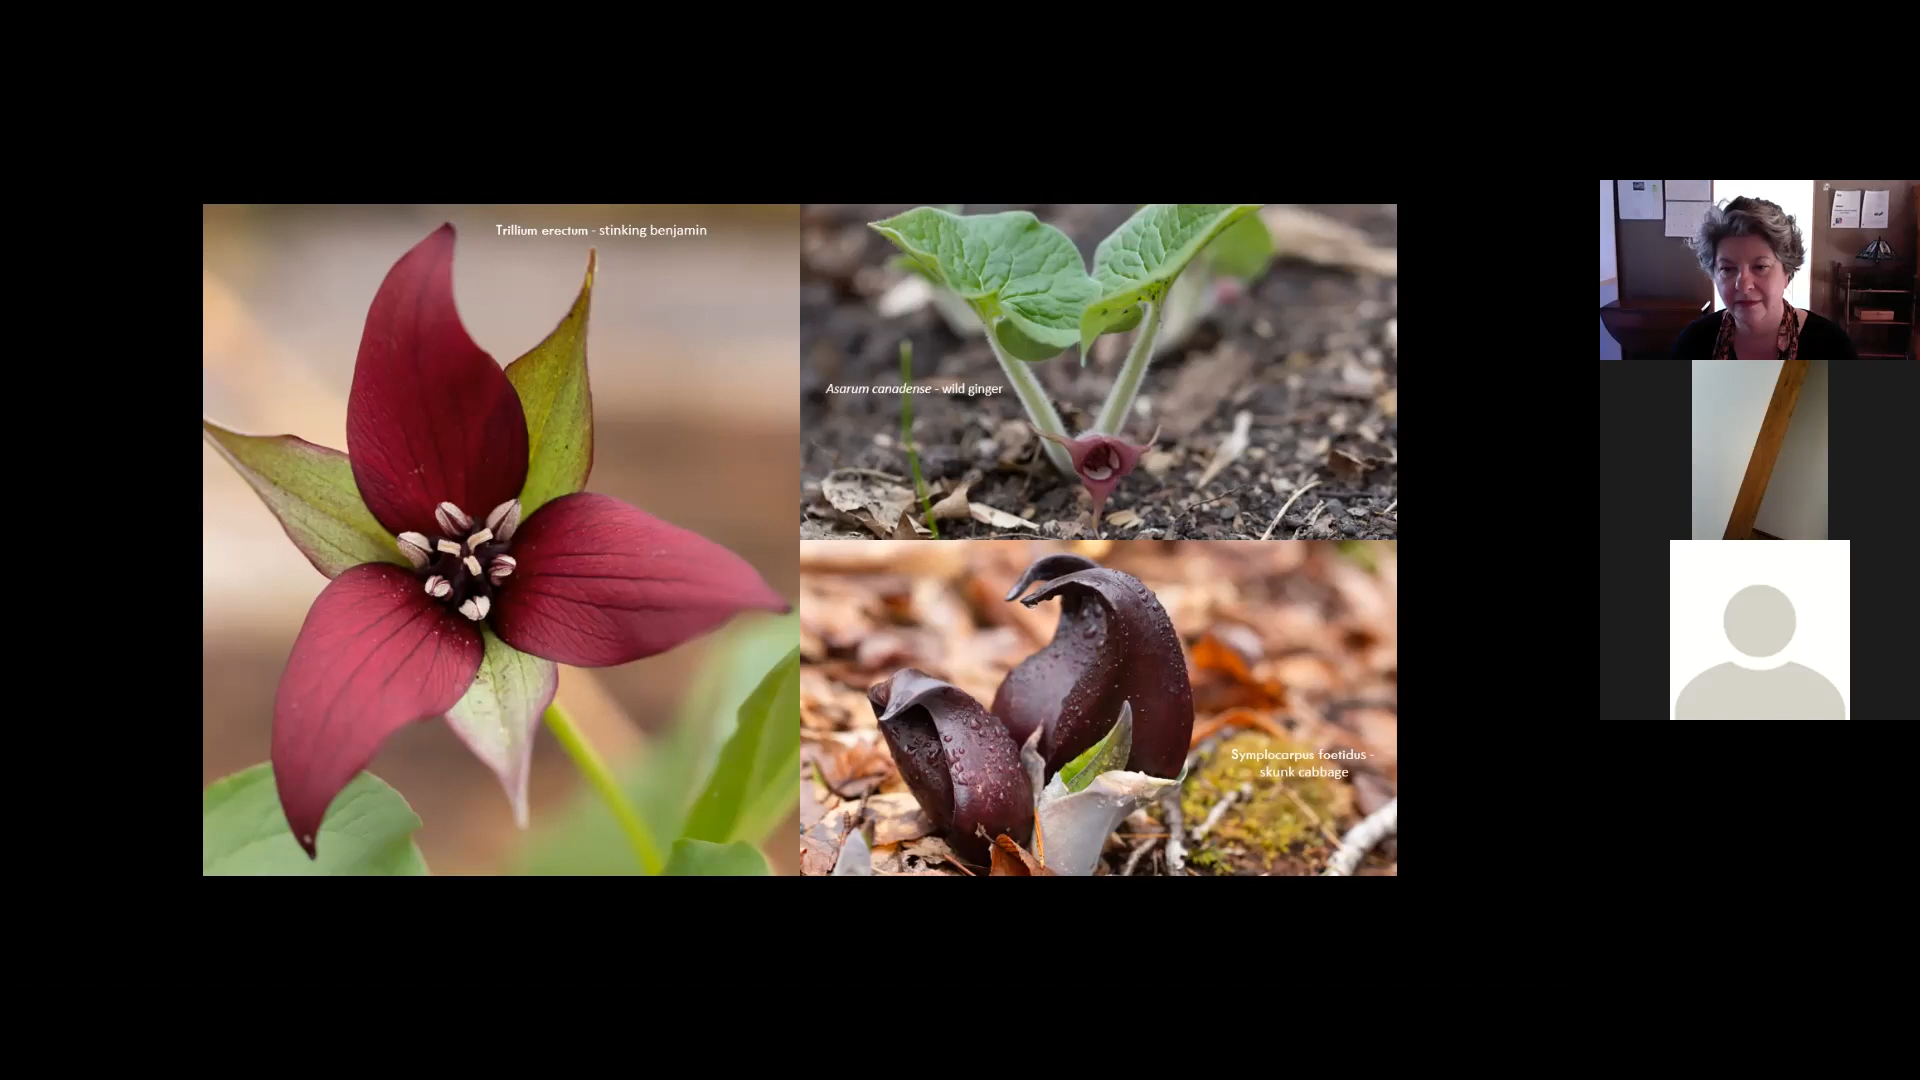 Trillium erectum - stinking benjamin
Asarum canadense - wild ginger
Symplocarpus foetidus -
skunk cabbage